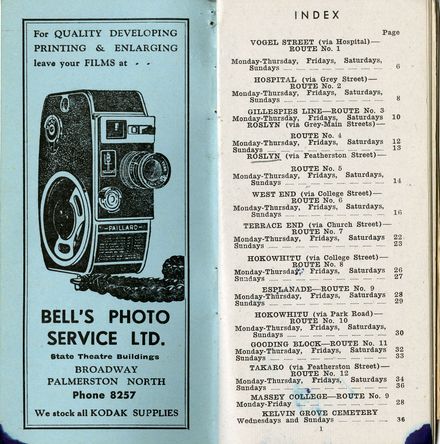 For QUALITY DEVELOPING
PRINTING & ENLARGING
leave your FILMS at - -
PAILLARD
BELL'S PHOTO
SERVICE LTD.
State Theatre Buildings
BROADWAY
PALMERSTON NORTH
Phone 8257
We stock all KODAK SUPPLIES
INDEX
Page
VOGEL STREET (via Hospital)—
ROUTE No. 1
Monday-Thursday, Fridays, Saturdays,
Sundays 6
HOSPITAL (via Grey Street)—
ROUTE No. 2
Monday-Thursday, Fridays, Saturdays,
Sundays 8
GILLESPIES LINE—ROUTE No. 3
Monday-Thursday, Fridays, Saturdays 10
ROSLYN (via Grey-Main Streets)—
ROUTE No. 4
Monday-Thursday, Fridays, Saturdays 12
Sundays 13
ROSLYN (via Featherston Street)—
ROUTE No. 5
Monday-Thursday, Fridays, Saturdays,
Sundays 14
WEST END (via College Street)—
ROUTE No. 6
Monday-Thursday, Fridays, Saturdays,
Sundays 16
TERRACE END (via Church Street)—
ROUTE No. 7
Monday-Thursday, Fridays, Saturdays 22
Sundays 23
HOKOWHITU (via College Street)—
ROUTE No. 8
Monday-Thursday, Fridays, Saturdays 26
Sundays 27
ESPLANADE—ROUTE No. 9
Monday-Thursday, Fridays, Saturdays 28
Sundays 29
HOKOWHITU (via Park Road)—
ROUTE No. 10
Monday-Thursday, Fridays, Saturdays,
Sundays 30
GOODING BLOCK—ROUTE No. 11
Monday-Thursday, Fridays, Saturdays 32
Sundays 33
TAKARO (via Featherston Street)—
ROUTE No. 12
Monday-Thursday, Fridays, Saturdays 34
Sundays 36
MASSEY COLLEGE—ROUTE No. 9
Monday-Friday 28
KELVIN GROVE CEMETERY
Wednesdays and Sundays 36
1